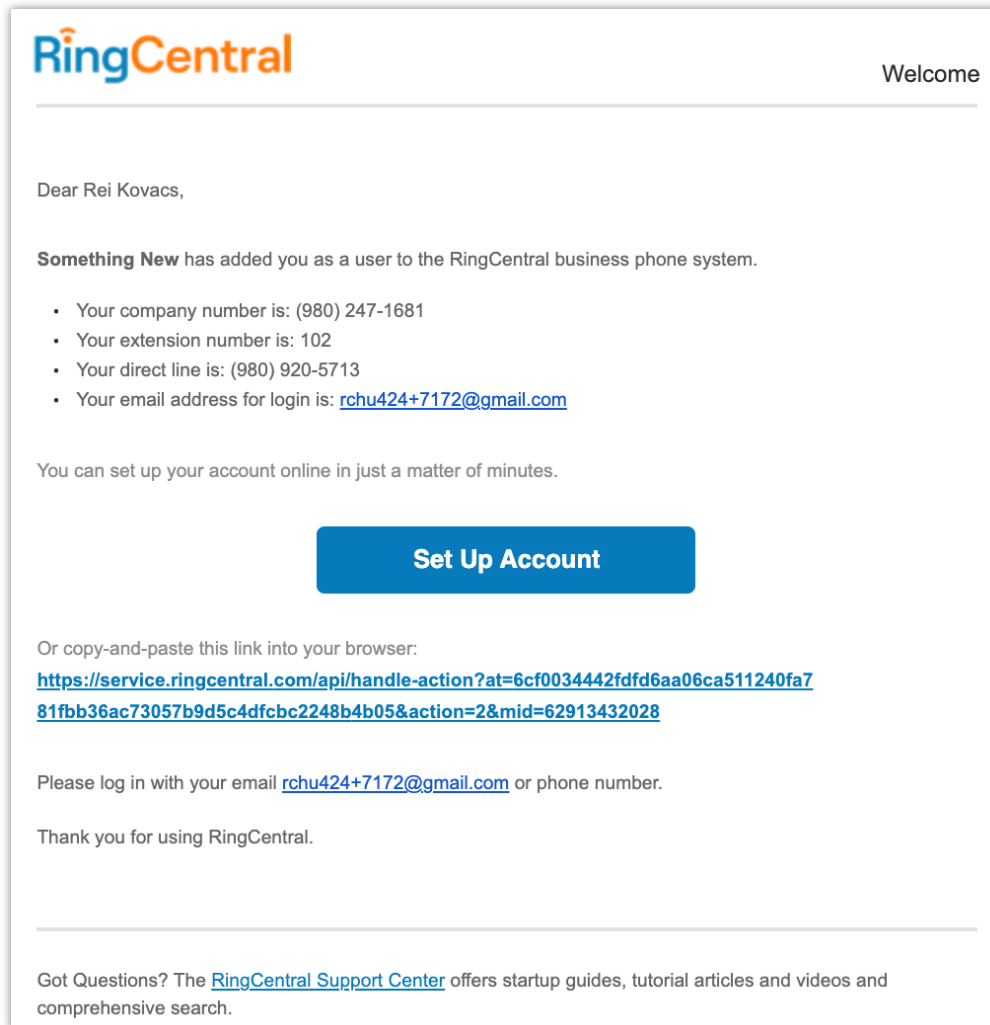 RingCentral
Welcome
Dear Rei Kovacs,
Something New has added you as a user to the RingCentral business phone system.
• Your company number is: (980) 247-1681
• Your extension number is: 102
• Your direct line is: (980) 920-5713
• Your email address for login is: rchu424+7172@gmail.com
You can set up your account online in just a matter of minutes.
Set Up Account
Or copy-and-paste this link into your browser:
https://service.ringcentral.com/api/handle-action?at=6cf0034442fdfd6aa06ca511240fa7
81fbb36ac73057b9d5c4dfcbc2248b4b05&action=2&mid=62913432028
Please log in with your email rchu424+7172@gmail.com or phone number.
Thank you for using RingCentral.
Got Questions? The RingCentral Support Center offers startup guides, tutorial articles and videos and
comprehensive search.